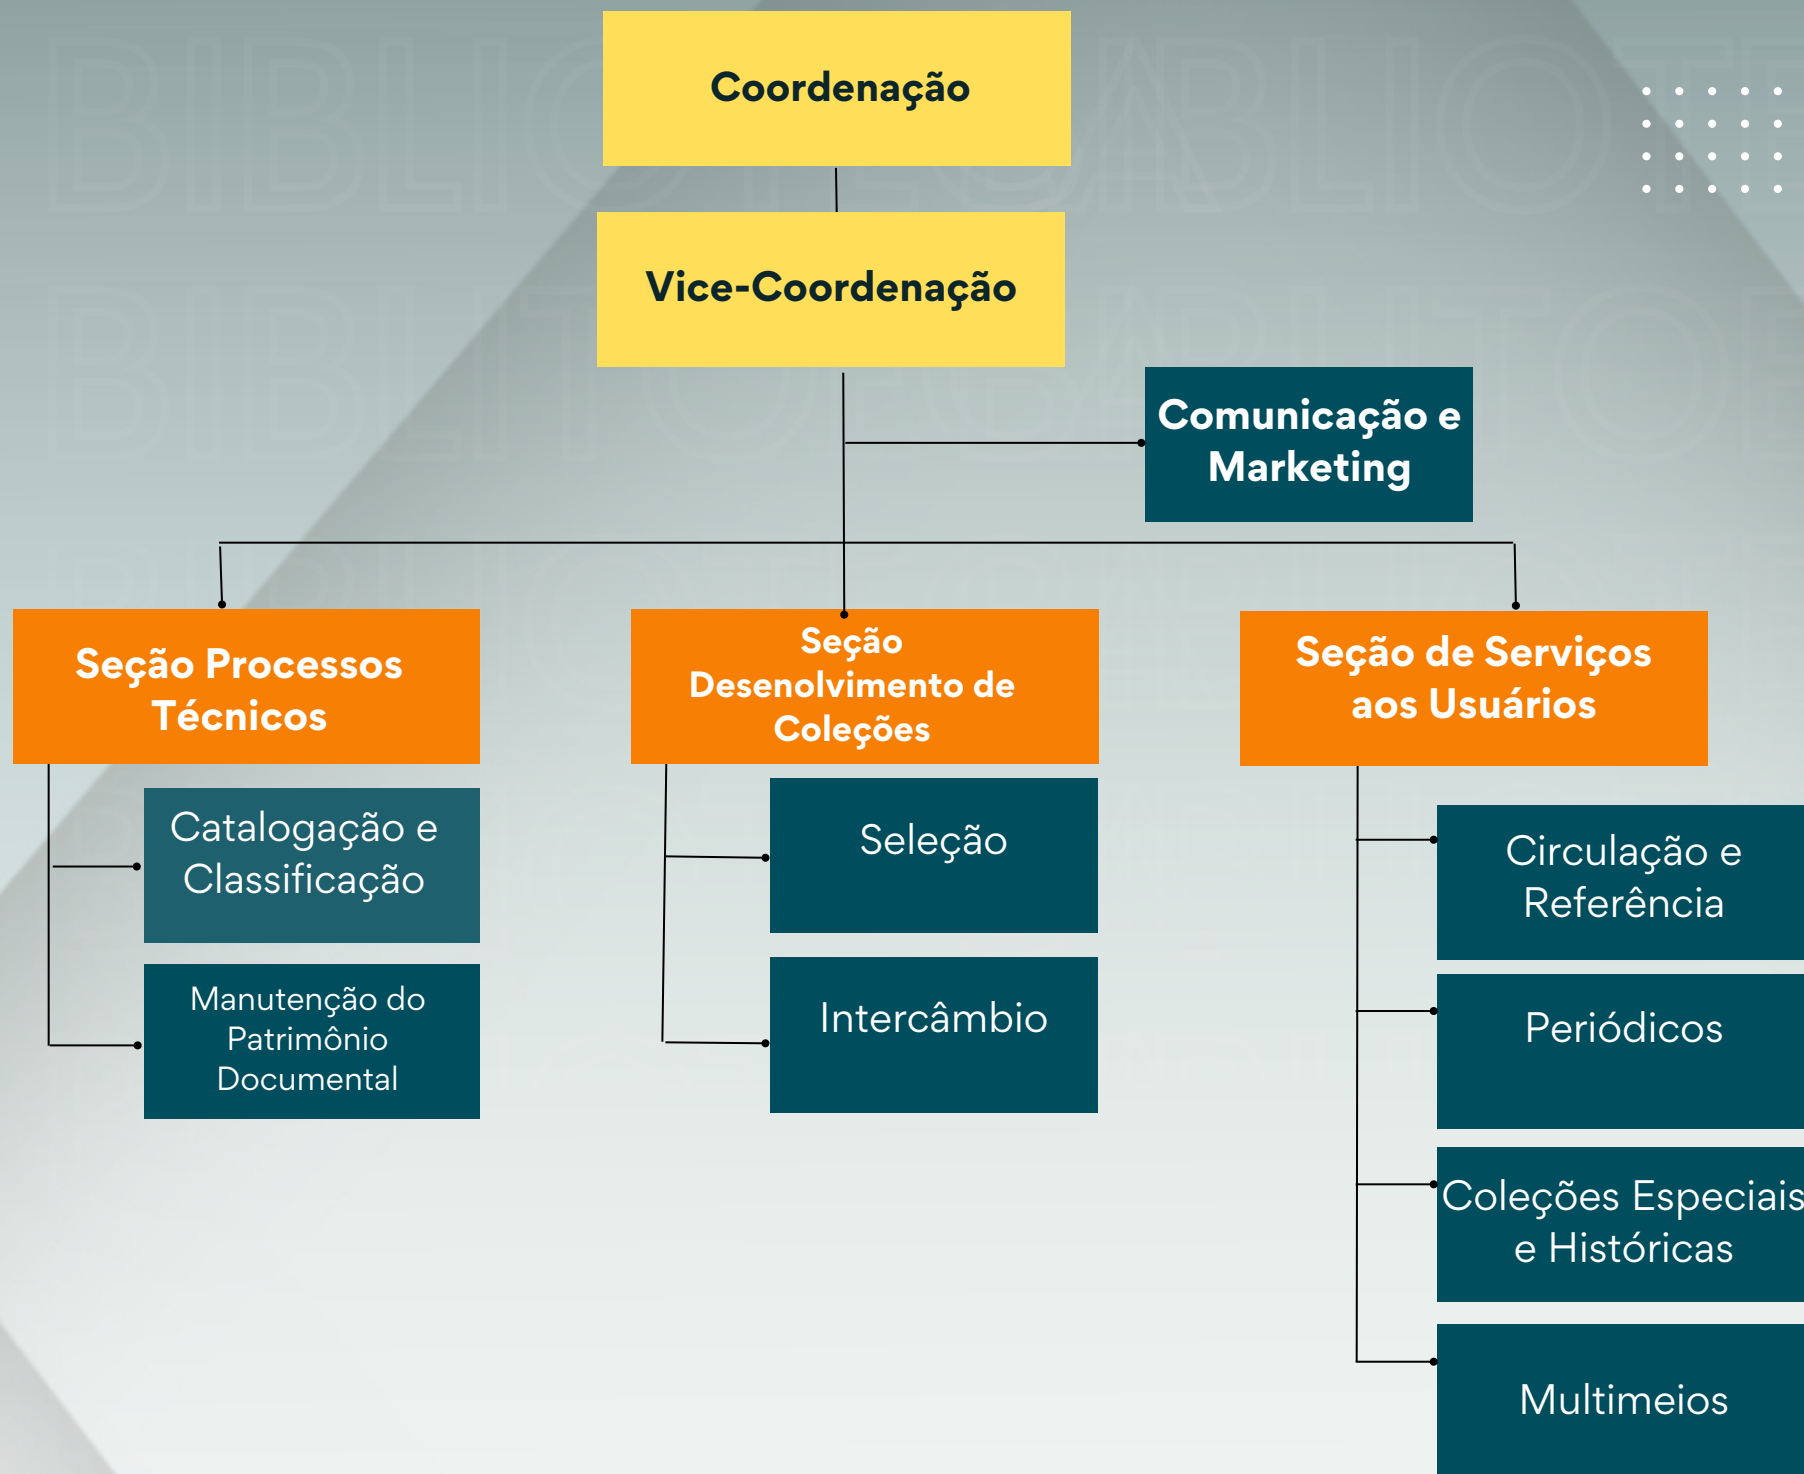 Coordenação
Vice-Coordenação
Comunicação e
Marketing
Seção Processos
Técnicos
Catalogação e
Classificação
Manutenção do
Patrimônio
Documental
Seção
Desenolvimento de
Coleções
Seleção
Intercâmbio
Seção de Serviços
aos Usuários
Circulação e
Referência
Periódicos
Coleções Especiais
e Históricas
Multimeios